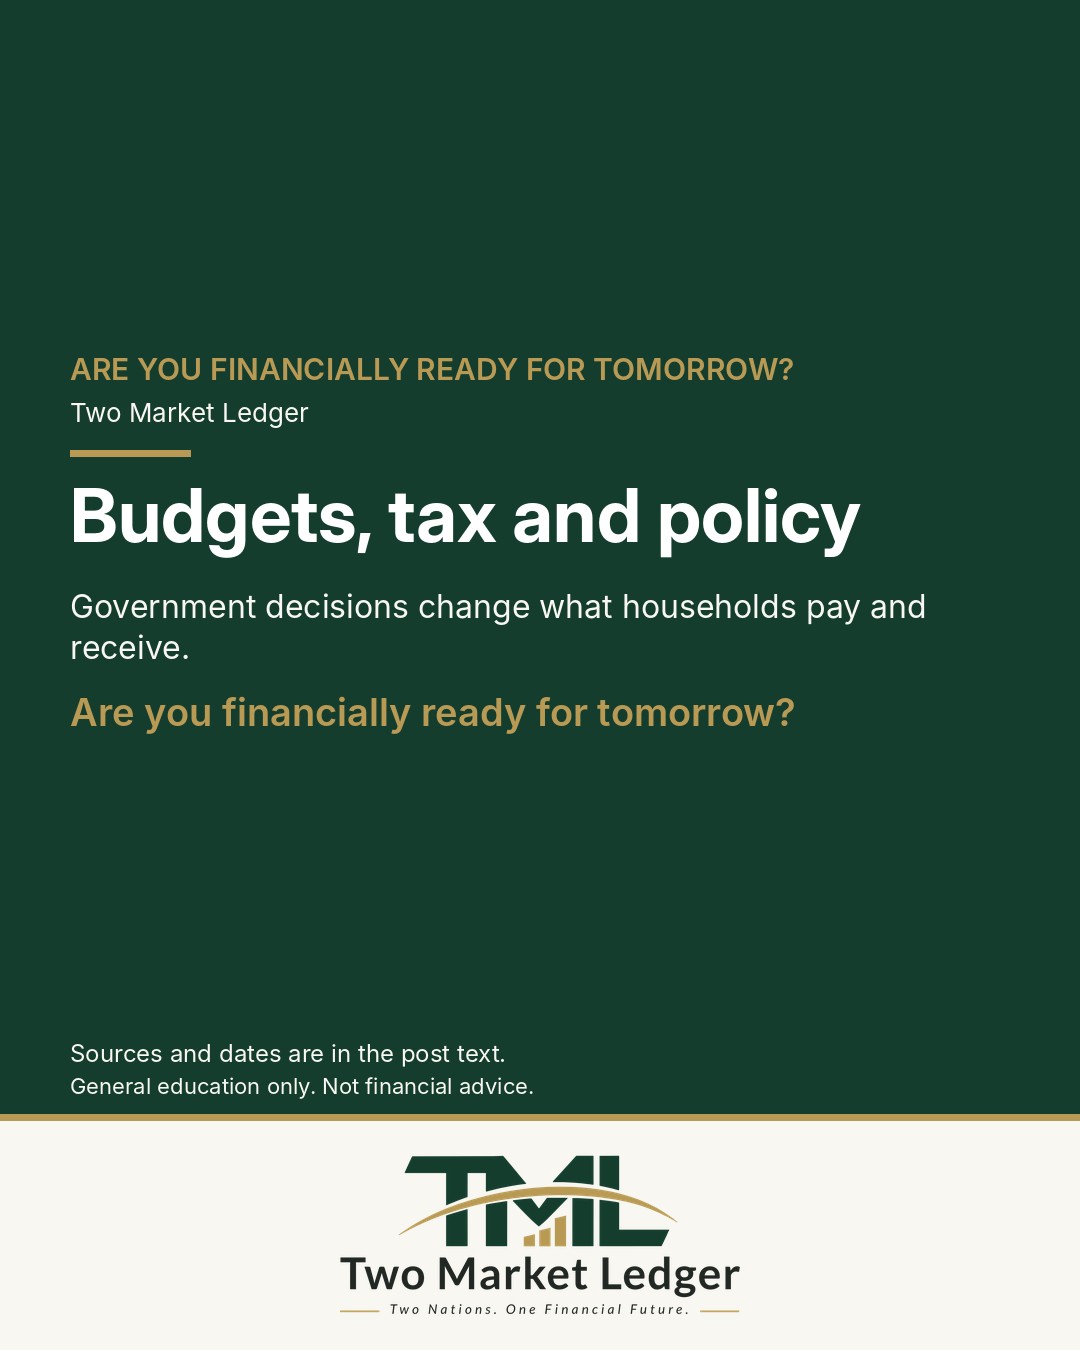 ARE YOU FINANCIALLY READY FOR TOMORROW?
Two Market Ledger
Budgets, tax and policy
Government decisions change what households pay and
receive.
Are you financially ready for tomorrow?
Sources and dates are in the post text.
General education only. Not financial advice.
TML
Two Market Ledger
Two Nations. One Financial Future.